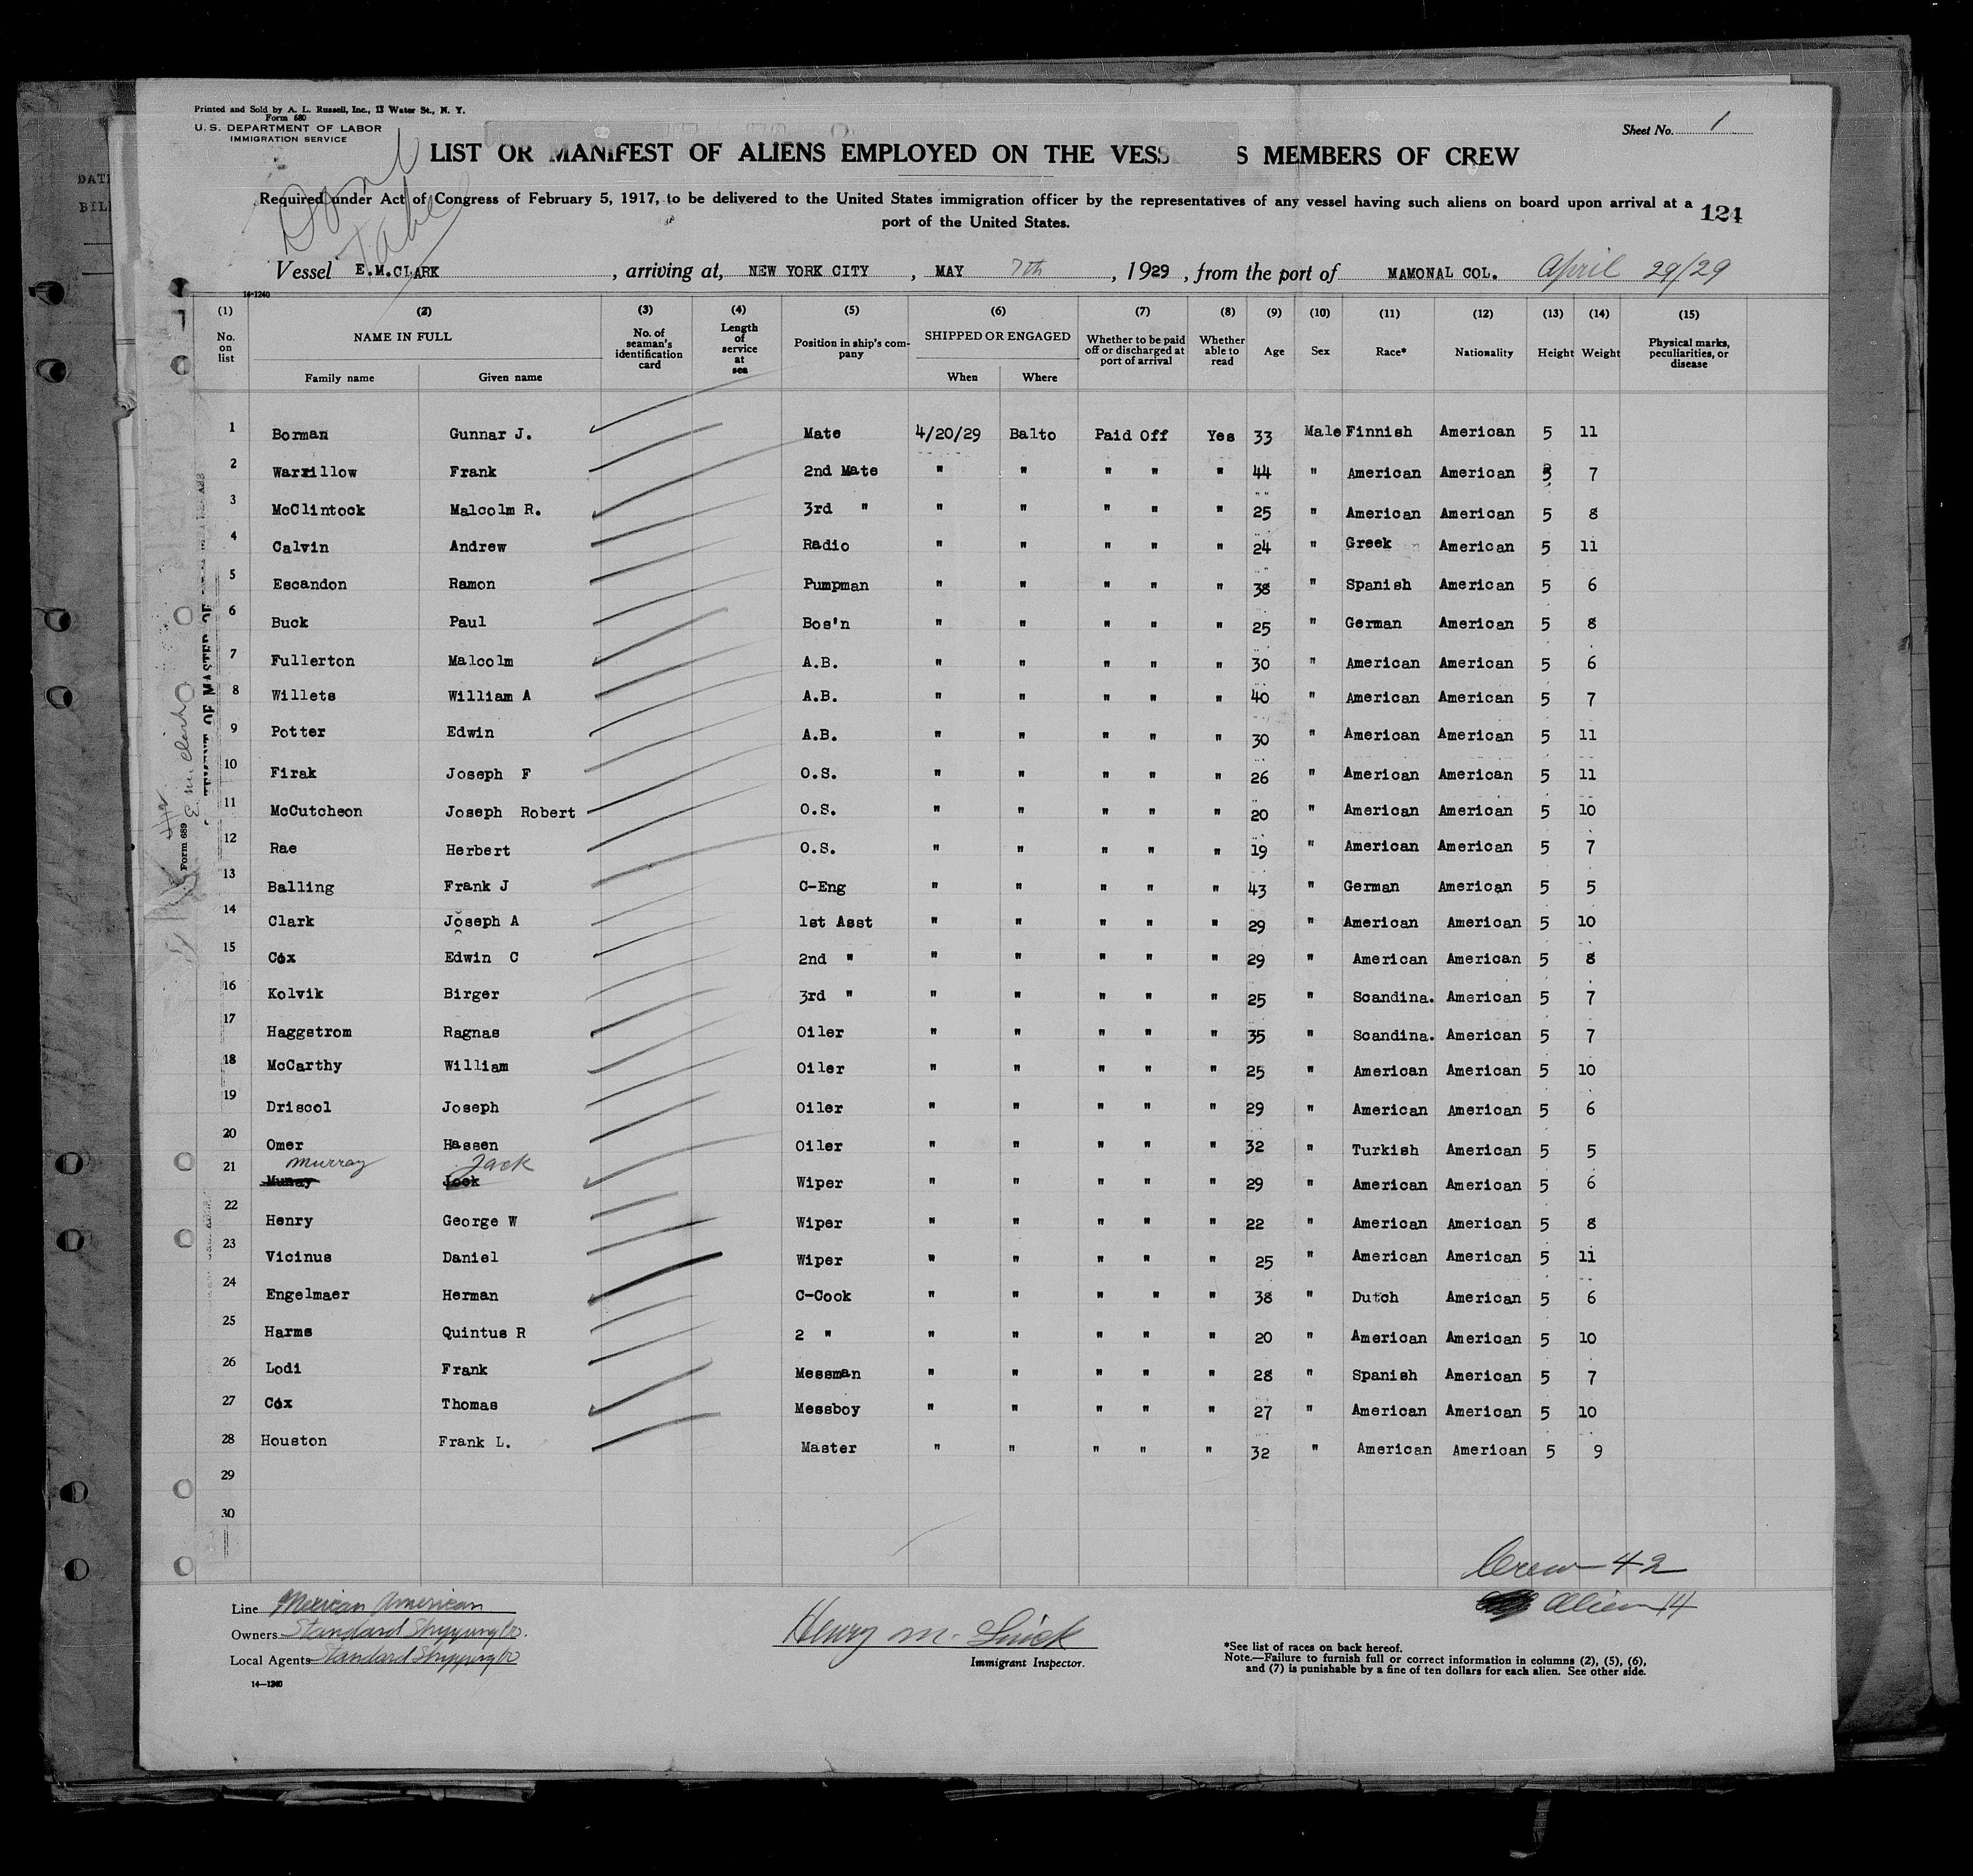 Printed and Sold by A. L. Russell, Inc., 13 Water St., N. Y.
Form 680
U. S. DEPARTMENT OF LABOR
IMMIGRATION SERVICE
Sheet No. 1
LIST OR MANIFEST OF ALIENS EMPLOYED ON THE VESS S MEMBERS OF CREW
Required under Act of Congress of February 5, 1917, to be delivered to the United States immigration officer by the representatives of any vessel having such aliens on board upon arrival at a
port of the United States.
124
Dont
Take
Vessel E.M.CLARK, arriving at, NEW YORK CITY, MAY 7th, 1929, from the port of MAMONAL COL. April 29/29
14-1240
(1) (2) (3) (4) (5) (6) (7) (8) (9) (10) (11) (12) (13) (14) (15)
No. on list NAME IN FULL No. of seaman's identification card Length of service at sea Position in ship's company SHIPPED OR ENGAGED Whether to be paid off or discharged at port of arrival Whether able to read Age Sex Race* Nationality Height Weight Physical marks, peculiarities, or disease
Family name Given name When Where
1 Borman Gunnar J. Mate 4/20/29 Balto Paid Off Yes 33 Male Finnish American 5 11
2 Warrillow Frank 2nd Mate " " " " " 44 " American American 5 7
3 McClintock Malcolm R. 3rd " " " " " " 25 " American American 5 8
4 Calvin Andrew Radio " " " " " 24 " Greek American 5 11
5 Escandon Ramon Pumpman " " " " " 38 " Spanish American 5 6
6 Buck Paul Bos'n " " " " " 25 " German American 5 8
7 Fullerton Malcolm A.B. " " " " " 30 " American American 5 6
8 Willets William A A.B. " " " " " 40 " American American 5 7
9 Potter Edwin A.B. " " " " " 30 " American American 5 11
10 Firak Joseph F O.S. " " " " " 26 " American American 5 11
11 McCutcheon Joseph Robert O.S. " " " " " 20 " American American 5 10
12 Rae Herbert O.S. " " " " " 19 " American American 5 7
13 Balling Frank J C-Eng " " " " " 43 " German American 5 5
14 Clark Joseph A 1st Asst " " " " " 29 " American American 5 10
15 Cox Edwin C 2nd " " " " " " 29 " American American 5 8
16 Kolvik Birger 3rd " " " " " " 25 " Scandina. American 5 7
17 Haggstrom Ragnas Oiler " " " " " 35 " Scandina. American 5 7
18 McCarthy William Oiler " " " " " 25 " American American 5 10
19 Driscol Joseph Oiler " " " " " 29 " American American 5 6
20 Omer Hassen Oiler " " " " " 32 " Turkish American 5 5
Murray Jack
21 Munay Jock Wiper " " " " " 29 " American American 5 6
22 Henry George W Wiper " " " " " 22 " American American 5 8
23 Vicinus Daniel Wiper " " " " " 25 " American American 5 11
24 Engelmaer Herman C-Cook " " " " " 38 " Dutch American 5 6
25 Harms Quintus R 2 " " " " " " 20 " American American 5 10
26 Lodi Frank Messman " " " " " 28 " Spanish American 5 7
27 Cox Thomas Messboy " " " " " 27 " American American 5 10
28 Houston Frank L. Master " " " " " 32 " American American 5 9
29
30
Crew 42
Alien 14
Line Mexican American
Owners Standard Shipping Co.
Local Agents Standard Shipping Co
14—1240
Henry M.
Immigrant Inspector.
*See list of races on back hereof.
Note.—Failure to furnish full or correct information in columns (2), (5), (6),
and (7) is punishable by a fine of ten dollars for each alien. See other side.
Form 689
E. M. Clark
OF MASTER OF
DAT
BIL